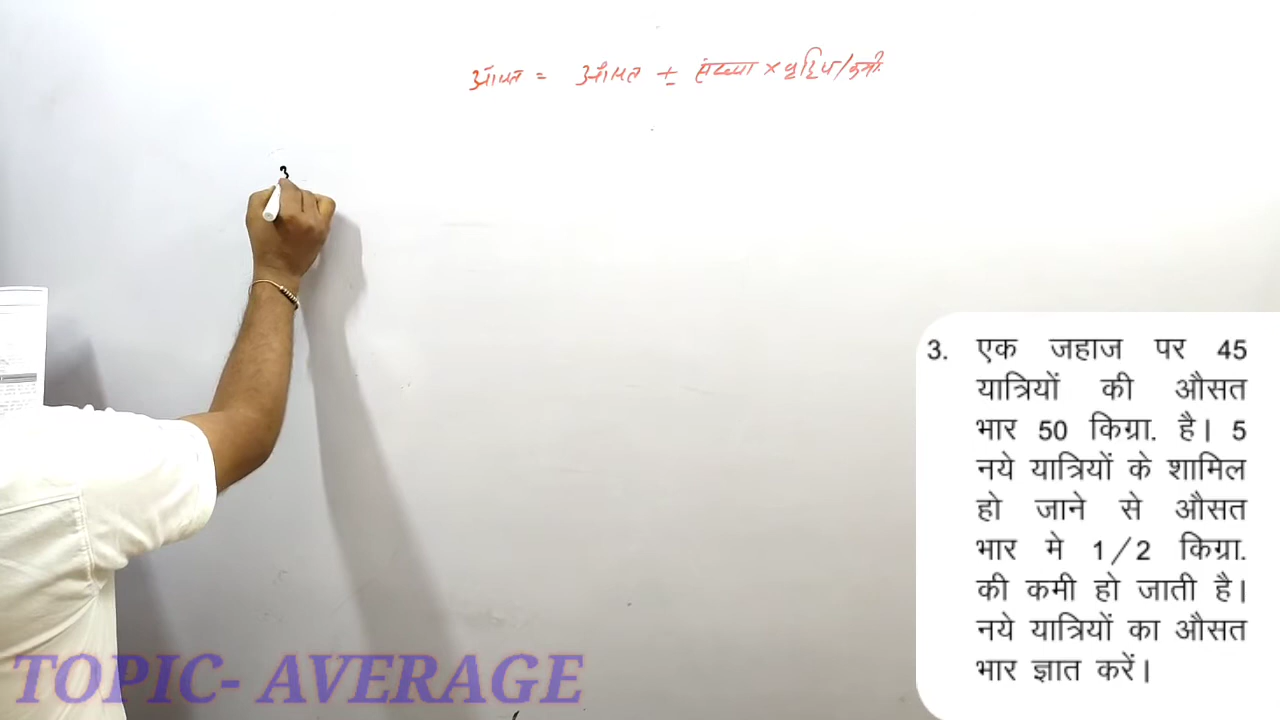 औसत = औसत ± संख्या × वृद्धि/कमी
3
3. एक जहाज पर 45
यात्रियों की औसत
भार 50 किग्रा. है। 5
नये यात्रियों के शामिल
हो जाने से औसत
भार मे 1/2 किग्रा.
की कमी हो जाती है।
नये यात्रियों का औसत
भार ज्ञात करें।
TOPIC- AVERAGE